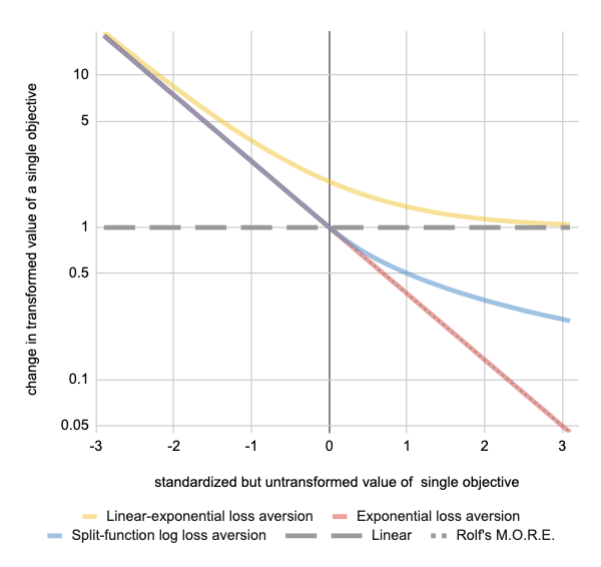 change in transformed value of a single objective
10
5
1
0.5
0.1
0.05
-3 -2 -1 0 1 2 3
standardized but untransformed value of single objective
Linear-exponential loss aversion Exponential loss aversion
Split-function log loss aversion Linear Rolf's M.O.R.E.